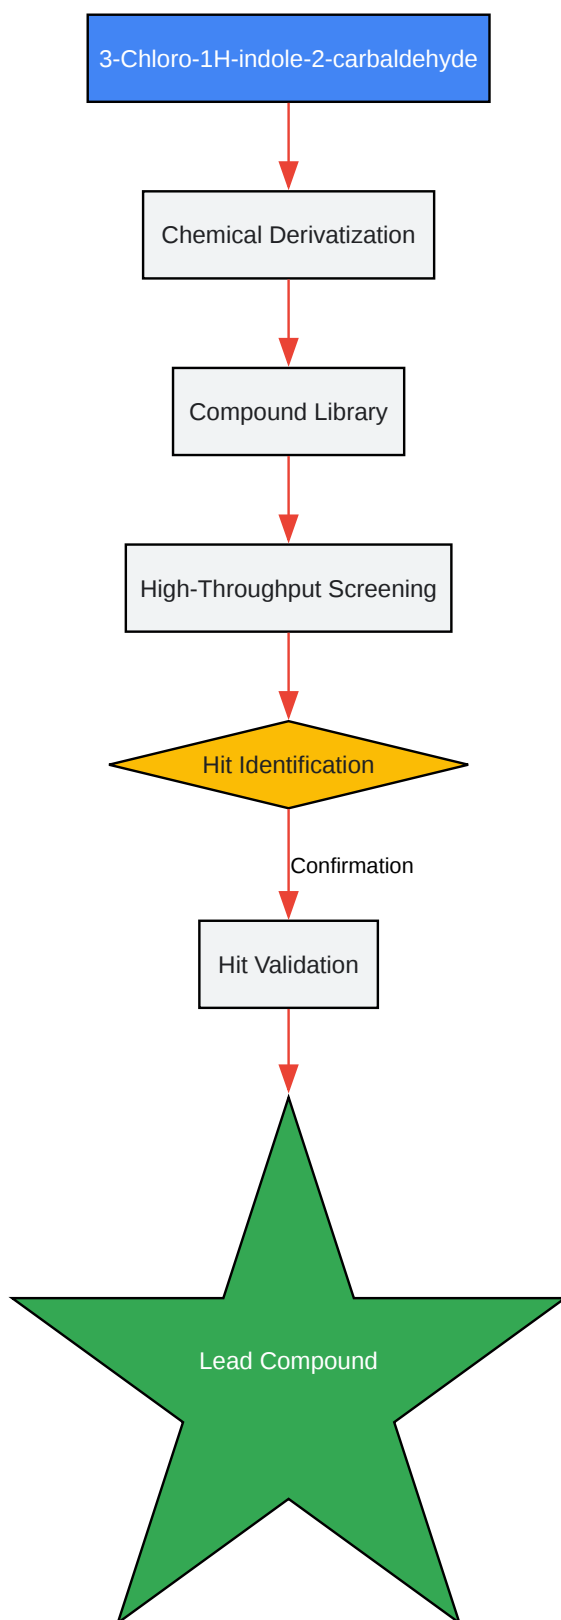 3-Chloro-1H-indole-2-carbaldehyde
Chemical Derivatization
Compound Library
High-Throughput Screening
Hit Identification
Confirmation
Hit Validation
Lead Compound